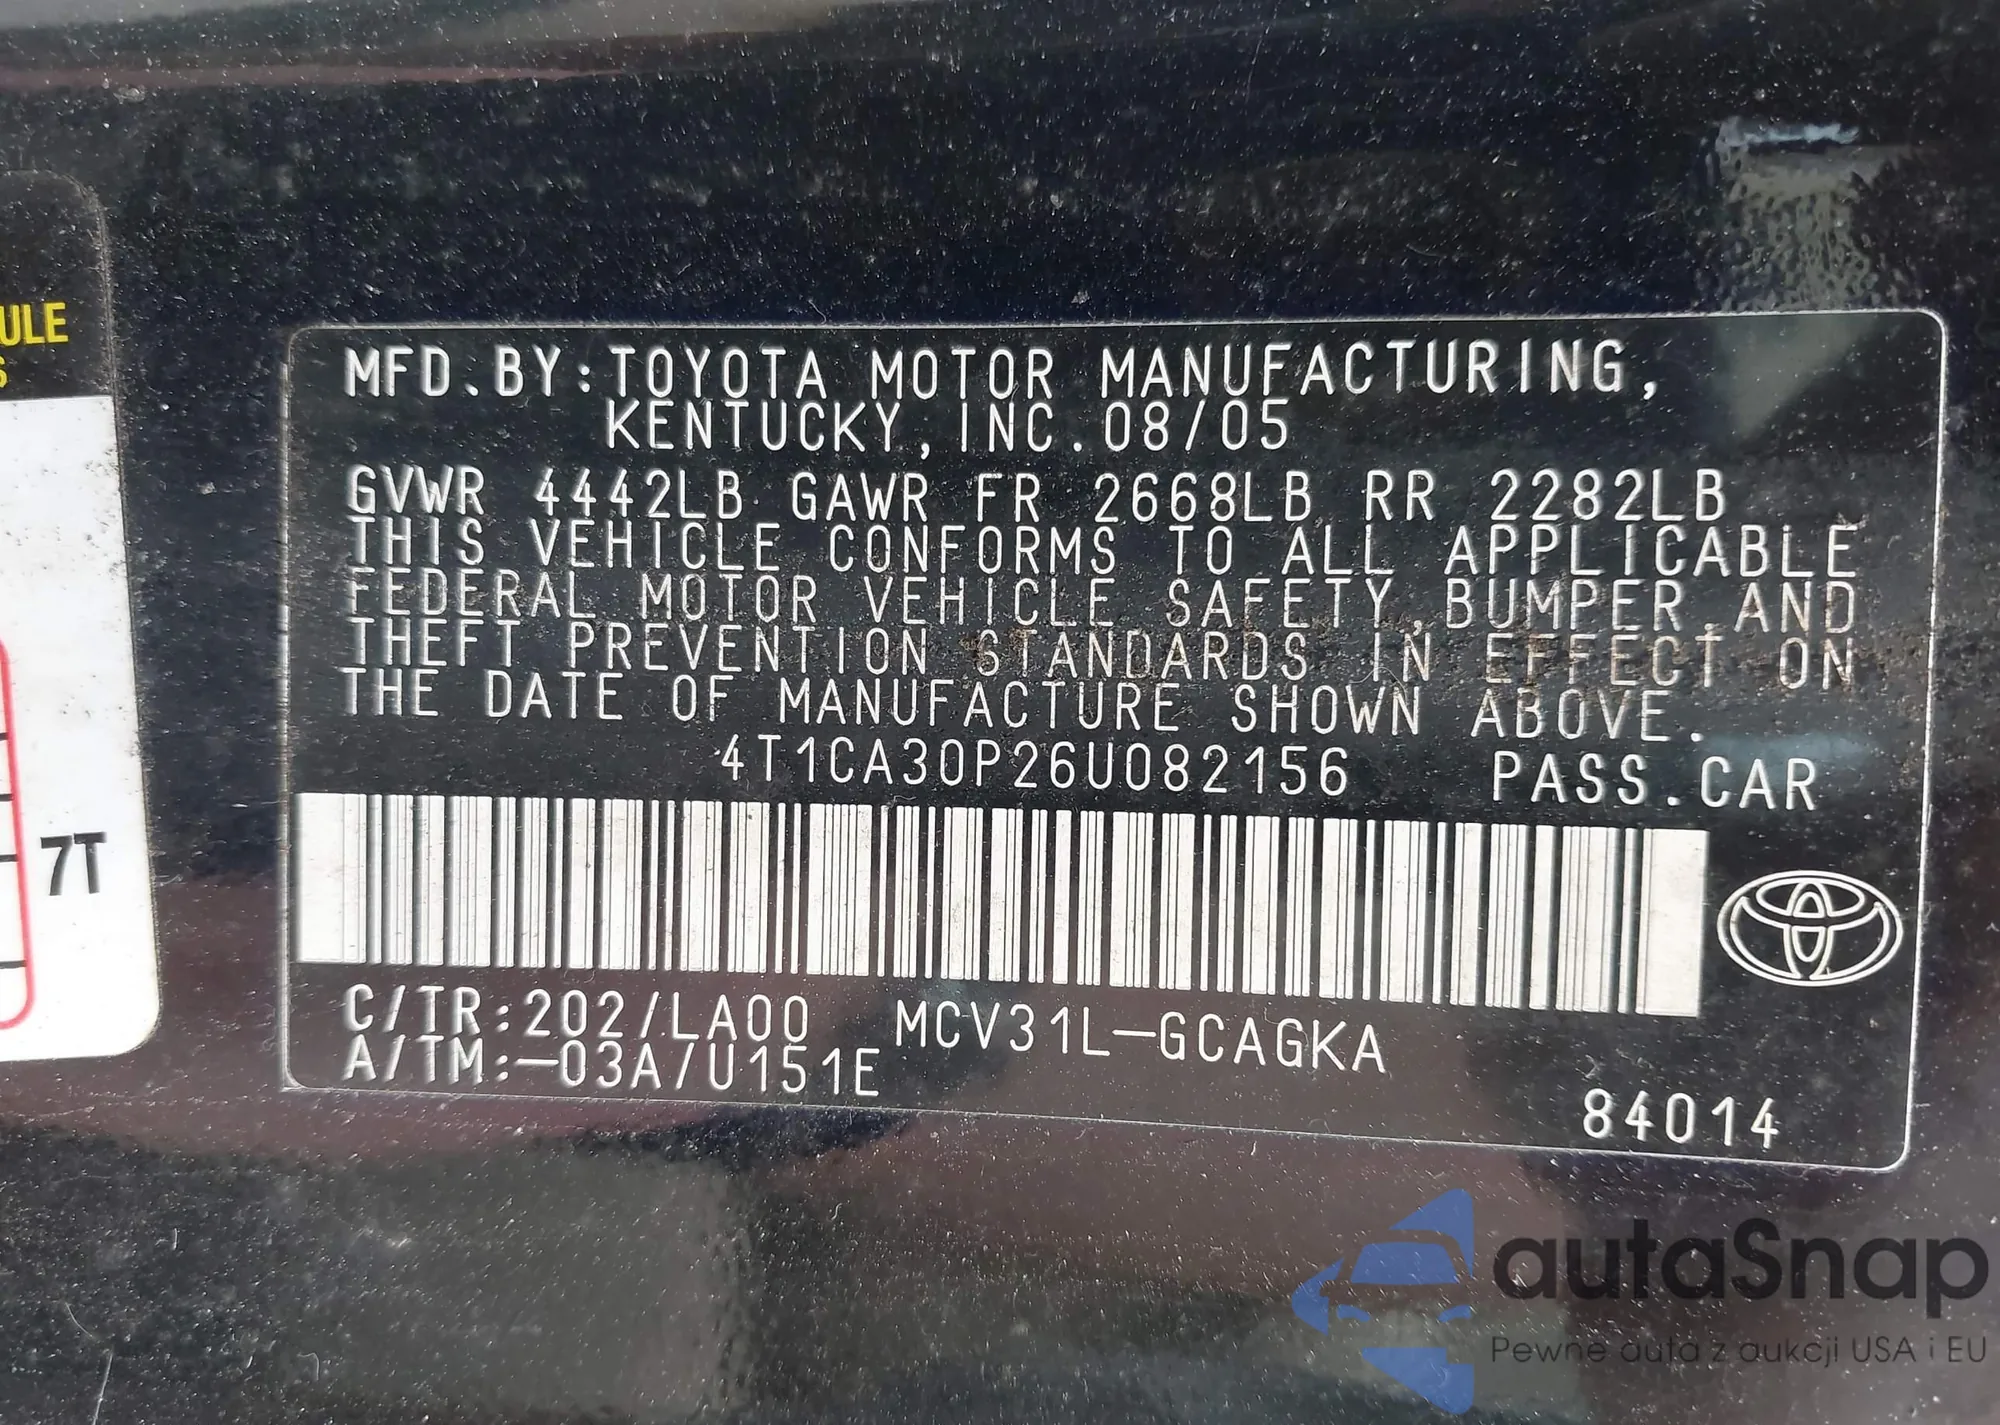 ULE
S
7T
MFD.BY:TOYOTA MOTOR MANUFACTURING,
KENTUCKY,INC.08/05
GVWR 4442LB GAWR FR 2668LB RR 2282LB
THIS VEHICLE CONFORMS TO ALL APPLICABLE
FEDERAL MOTOR VEHICLE SAFETY,BUMPER,AND
THEFT PREVENTION STANDARDS IN EFFECT ON
THE DATE OF MANUFACTURE SHOWN ABOVE.
4T1CA30P26U082156 PASS.CAR
C/TR:202/LA00 MCV31L-GCAGKA
A/TM:-03A/U151E
84014
autaSnap
Pewne auta z aukcji USA i EU